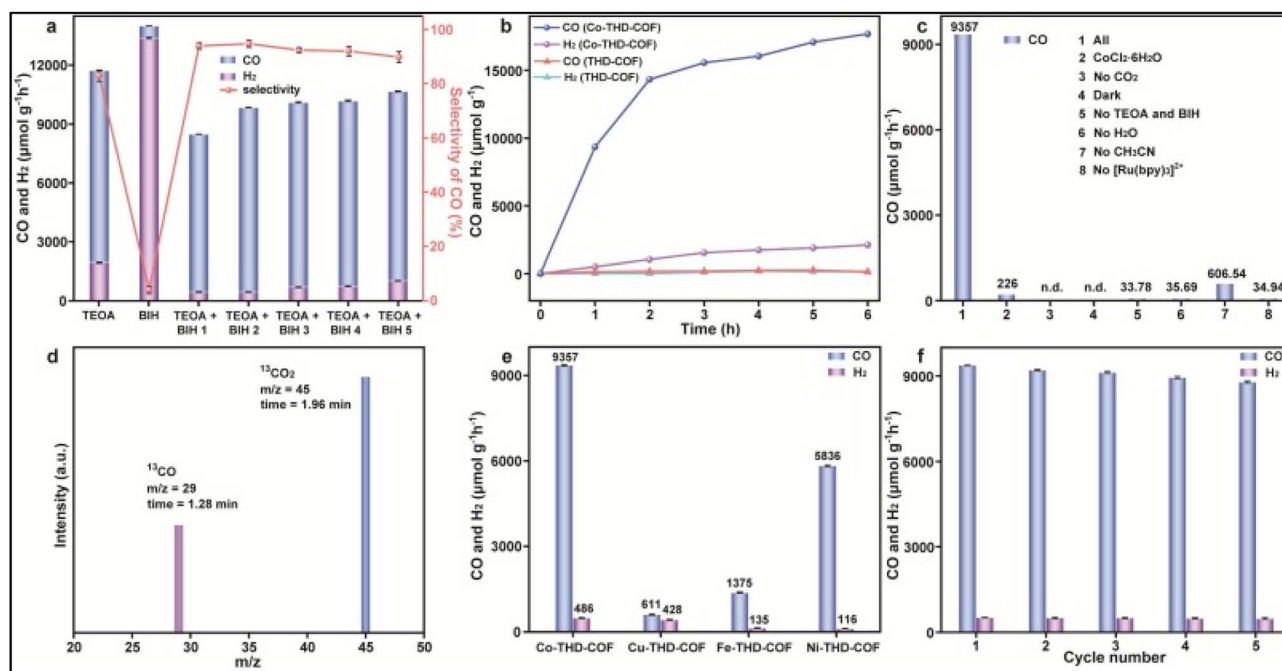 a
CO and H₂ (μmol g⁻¹h⁻¹)
12000
9000
6000
3000
0
CO
H₂
selectivity
100
80
60
40
20
0
Selectivity of CO (%)
TEOA
BIH
TEOA + BIH 1
TEOA + BIH 2
TEOA + BIH 3
TEOA + BIH 4
TEOA + BIH 5
b
CO and H₂ (μmol g⁻¹h⁻¹)
15000
10000
5000
0
CO (Co-THD-COF)
H₂ (Co-THD-COF)
CO (THD-COF)
H₂ (THD-COF)
0 1 2 3 4 5 6
Time (h)
c
CO (μmol g⁻¹h⁻¹)
9000
6000
3000
0
CO
1 All
2 CoCl₂·6H₂O
3 No CO₂
4 Dark
5 No TEOA and BIH
6 No H₂O
7 No CH₃CN
8 No [Ru(bpy)₃]²⁺
9357
226
n.d.
n.d.
33.78
35.69
606.54
34.94
1 2 3 4 5 6 7 8
d
Intensity (a.u.)
¹³CO₂
m/z = 45
time = 1.96 min
¹³CO
m/z = 29
time = 1.28 min
20 25 30 35 40 45 50
m/z
e
CO and H₂ (μmol g⁻¹h⁻¹)
9000
6000
3000
0
CO
H₂
9357
486
611
428
1375
135
5836
116
Co-THD-COF Cu-THD-COF Fe-THD-COF Ni-THD-COF
f
CO and H₂ (μmol g⁻¹h⁻¹)
9000
6000
3000
0
CO
H₂
1 2 3 4 5
Cycle number